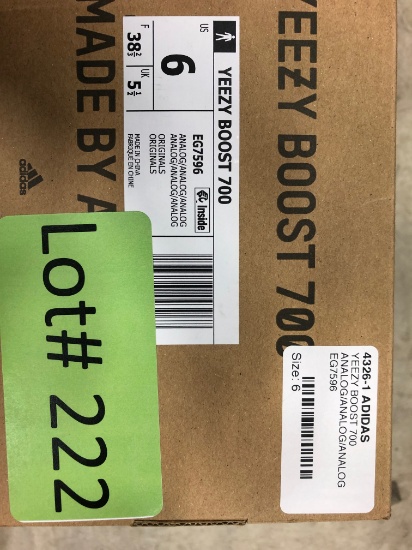 MADE BY A
adidas
YEEZY BOOST 700
US
6
F
38⅔
UK
5½
YEEZY BOOST 700
EG7596
ANALOG/ANALOG/ANALOG
ANALOG/ANALOG/ANALOG
ORIGINALS
ORIGINALS
MADE IN CHINA
FABRIQUÉ EN CHINE
Inside
Lot# 222
4326-1 ADIDAS
YEEZY BOOST 700
ANALOG/ANALOG/ANALOG
EG7596
Size: 6